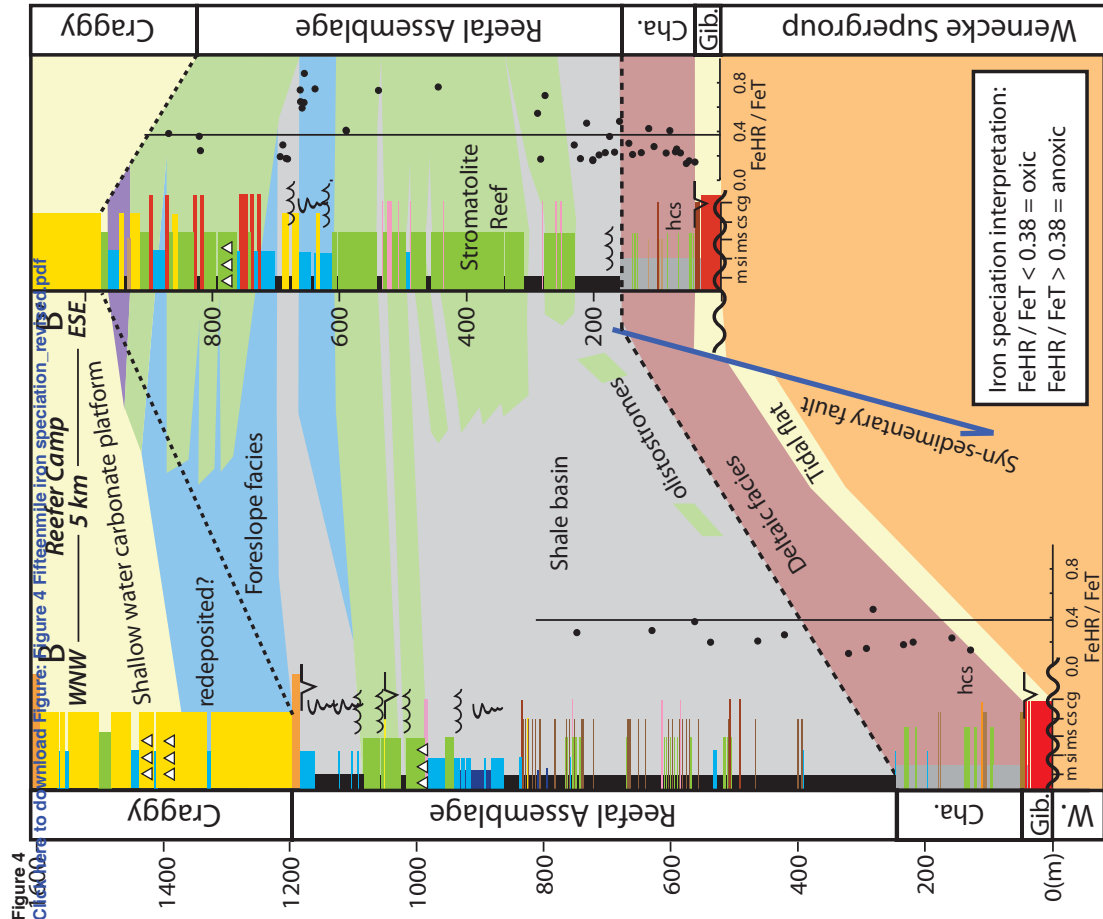 Figure 4
Click here to download Figure: Figure 4 Fifteenmile iron speciation_revised.pdf
B
Reefer Camp
B
WNW
5 km
ESE
Craggy
Reefal Assemblage
Cha.
Gib.
W.
1600
1400
1200
1000
800
600
400
200
0(m)
Shallow water carbonate platform
redeposited?
Foreslope facies
Shale basin
olistostromes
Deltaic facies
Tidal flat
Syn-sedimentary fault
Stromatolite
Reef
hcs
m si ms cs cg
0.0 0.4 0.8
FeHR / FeT
800
600
400
200
hcs
m si ms cs cg
0.0 0.4 0.8
FeHR / FeT
Craggy
Reefal Assemblage
Cha.
Gib.
Wernecke Supergroup
Iron speciation interpretation:
FeHR / FeT < 0.38 = oxic
FeHR / FeT > 0.38 = anoxic